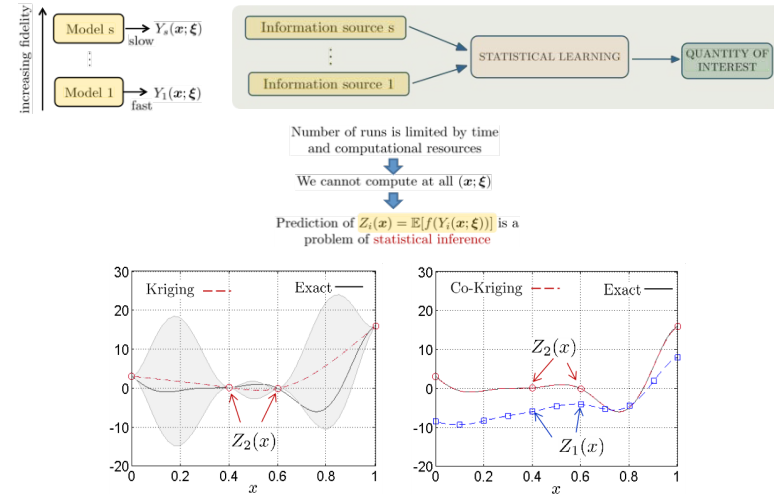 increasing fidelity
Model s
slow
Y_s(x; ξ)
⋮
Model 1
fast
Y_1(x; ξ)
Information source s
⋮
Information source 1
STATISTICAL LEARNING
QUANTITY OF
INTEREST
Number of runs is limited by time
and computational resources
We cannot compute at all (x; ξ)
Prediction of Z_i(x) = 𝔼[f(Y_i(x; ξ))] is a
problem of statistical inference
30
20
10
0
-10
-20
Kriging
Exact
Z_2(x)
0 0.2 0.4 0.6 0.8 1
x
30
20
10
0
-10
-20
Co-Kriging
Exact
Z_2(x)
Z_1(x)
0 0.2 0.4 0.6 0.8 1
x